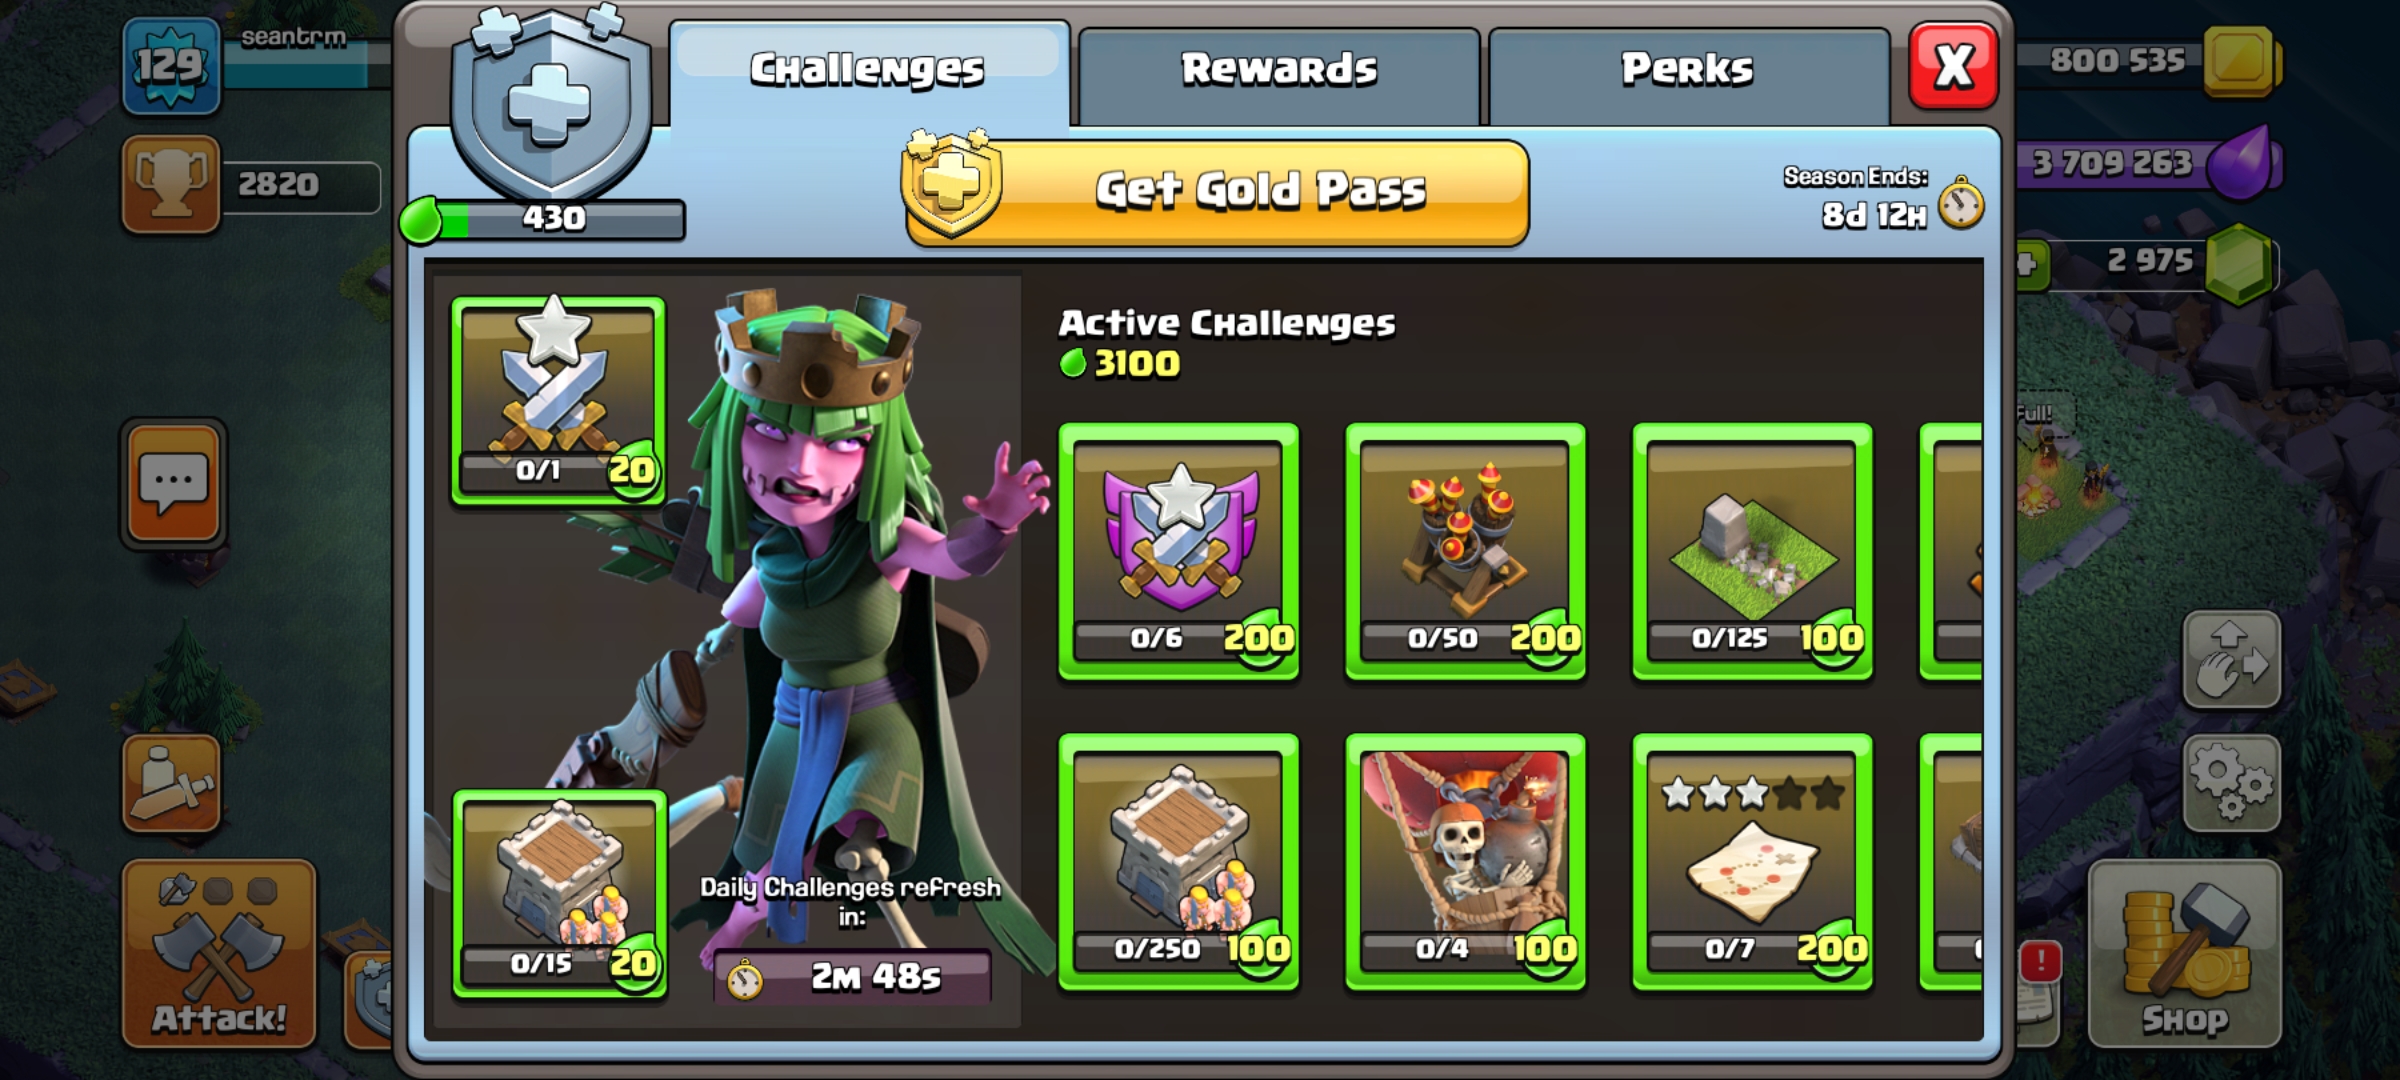 129
seantrm
2820
430
Challenges
Rewards
Perks
X
Get Gold Pass
Season Ends:
8d 12H
800 535
3 709 263
2 975
Full!
0/1
20
0/15
20
Daily Challenges refresh
in:
2M 48s
Active Challenges
3100
0/6
200
0/50
200
0/125
100
0/250
100
0/4
100
0/7
200
Attack!
!
Shop